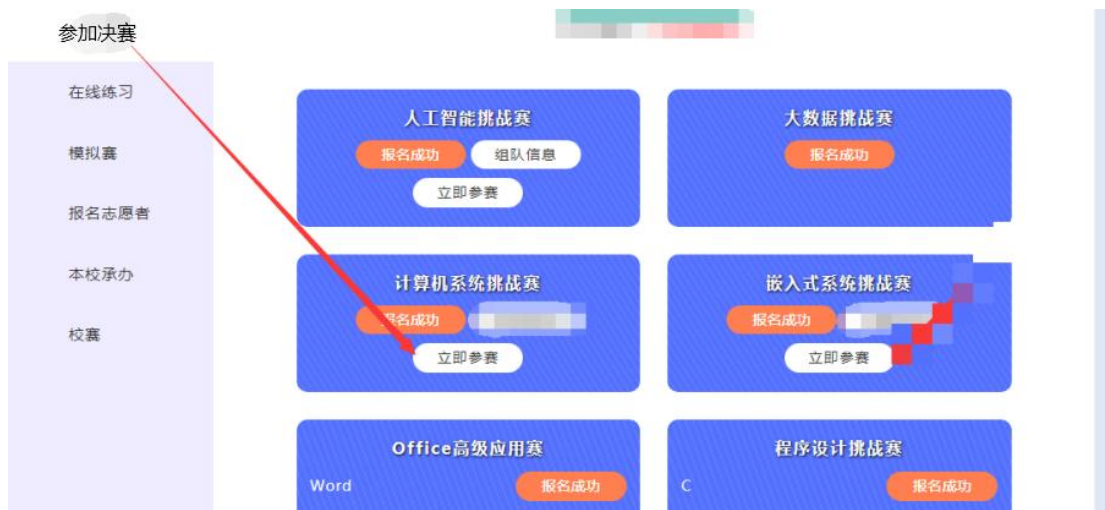 参加决赛
在线练习
模拟赛
报名志愿者
本校承办
校赛
人工智能挑战赛
报名成功 组队信息
立即参赛
大数据挑战赛
报名成功
计算机系统挑战赛
报名成功
立即参赛
嵌入式系统挑战赛
报名成功
立即参赛
Office高级应用赛
Word 报名成功
程序设计挑战赛
C 报名成功